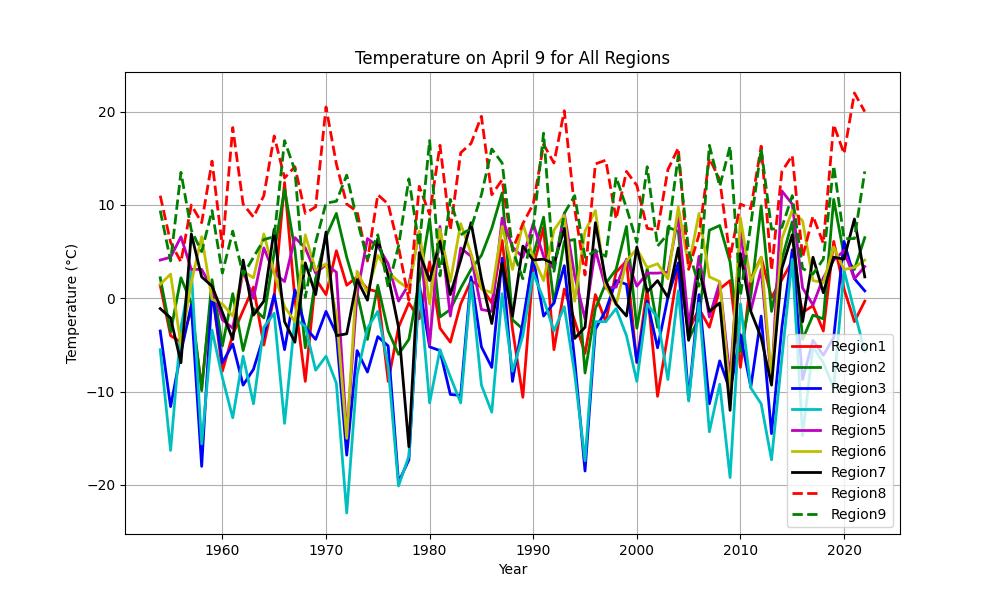 Temperature on April 9 for All Regions
Temperature (°C)
20
10
0
−10
−20
Region1
Region2
Region3
Region4
Region5
Region6
Region7
Region8
Region9
1960 1970 1980 1990 2000 2010 2020
Year